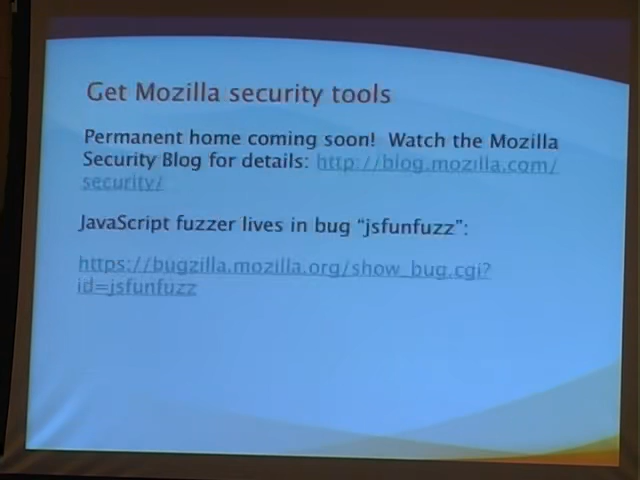 Get Mozilla security tools
Permanent home coming soon! Watch the Mozilla
Security Blog for details: http://blog.mozilla.com/
security/
JavaScript fuzzer lives in bug “jsfunfuzz”:
https://bugzilla.mozilla.org/show_bug.cgi?
id=jsfunfuzz